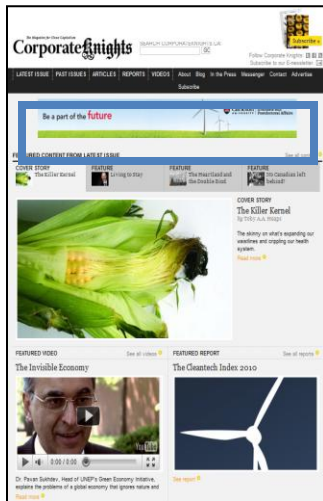 The Magazine for Clean Capitalism
Corporate Knights
SEARCH CORPORATEKNIGHTS.CA
GO
Subscribe
Follow Corporate Knights
Subscribe to our E-newsletter
LATEST ISSUE PAST ISSUES ARTICLES REPORTS VIDEOS About Blog In the Press Messenger Contact Advertise
Subscribe
Be a part of the future
FEATURED CONTENT FROM LATEST ISSUE
COVER STORY
The Killer Kernel
FEATURE
Living to Stay
FEATURE
The Heartland and
the Double Bind
FEATURE
No Canadian left
behind?
COVER STORY
The Killer Kernel
The skinny on what's expanding our
waistlines and crippling our health
system.
Read more
FEATURED VIDEO
See all videos
FEATURED REPORT
See all reports
The Invisible Economy
The Cleantech Index 2010
YouTube
0:00 / 0:00
Dr. Pavan Sukhdev, Head of UNEP's Green Economy Initiative,
explains the problems of a global economy that ignores nature and
Read more
See report